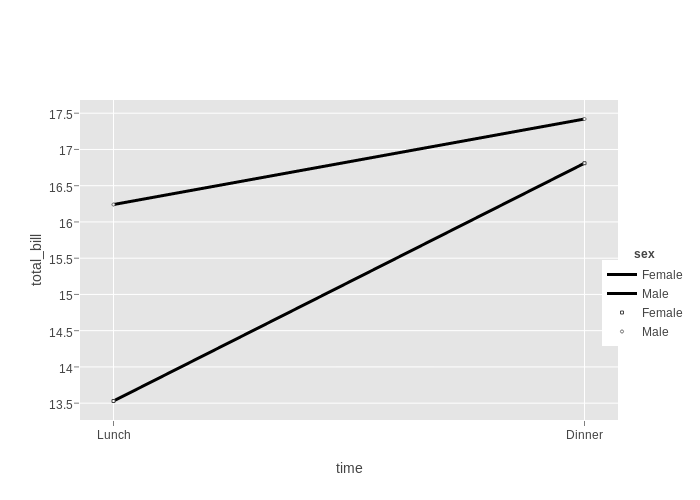 17.5
17
16.5
16
15.5
15
14.5
14
13.5
total_bill
Lunch
Dinner
time
sex
Female
Male
Female
Male